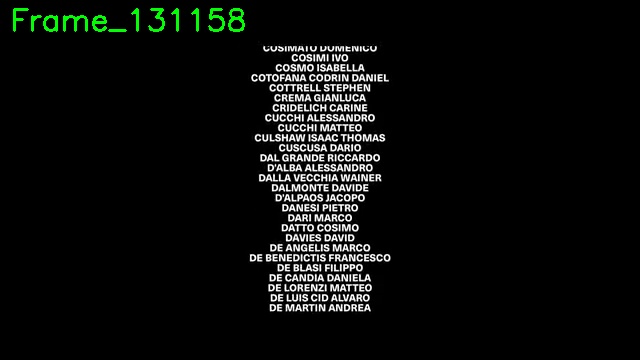 Frame_131158
COSIMATO DOMENICO
COSIMI IVO
COSMO ISABELLA
COTOFANA CODRIN DANIEL
COTTRELL STEPHEN
CREMA GIANLUCA
CRIDELICH CARINE
CUCCHI ALESSANDRO
CUCCHI MATTEO
CULSHAW ISAAC THOMAS
CUSCUSA DARIO
DAL GRANDE RICCARDO
D'ALBA ALESSANDRO
DALLA VECCHIA WAINER
DALMONTE DAVIDE
D'ALPAOS JACOPO
DANESI PIETRO
DARI MARCO
DATTO COSIMO
DAVIES DAVID
DE ANGELIS MARCO
DE BENEDICTIS FRANCESCO
DE BLASI FILIPPO
DE CANDIA DANIELA
DE LORENZI MATTEO
DE LUIS CID ALVARO
DE MARTIN ANDREA